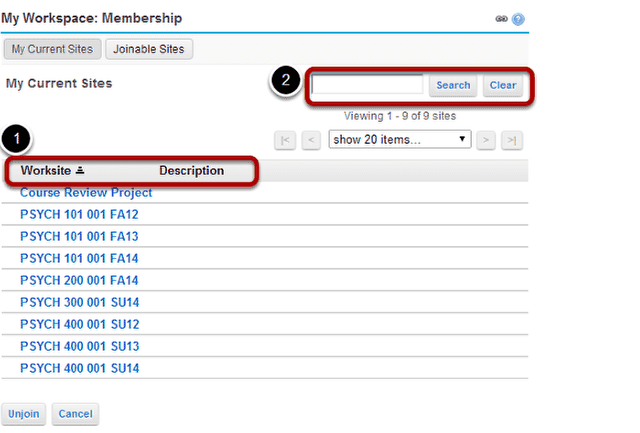 My Workspace: Membership
My Current Sites Joinable Sites
2
My Current Sites Search Clear
Viewing 1 - 9 of 9 sites
|< < show 20 items... > >|
1
Worksite Description
Course Review Project
PSYCH 101 001 FA12
PSYCH 101 001 FA13
PSYCH 101 001 FA14
PSYCH 200 001 FA14
PSYCH 300 001 SU14
PSYCH 400 001 SU12
PSYCH 400 001 SU13
PSYCH 400 001 SU14
Unjoin Cancel